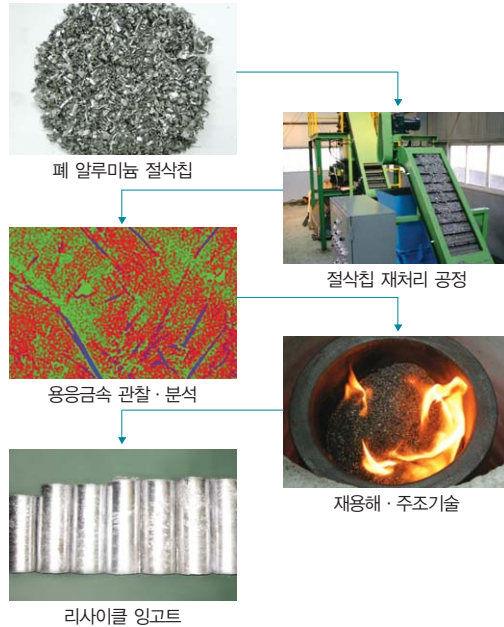 폐 알루미늄 절삭칩
절삭칩 재처리 공정
용융금속 관찰 · 분석
재용해 · 주조기술
리사이클 잉고트